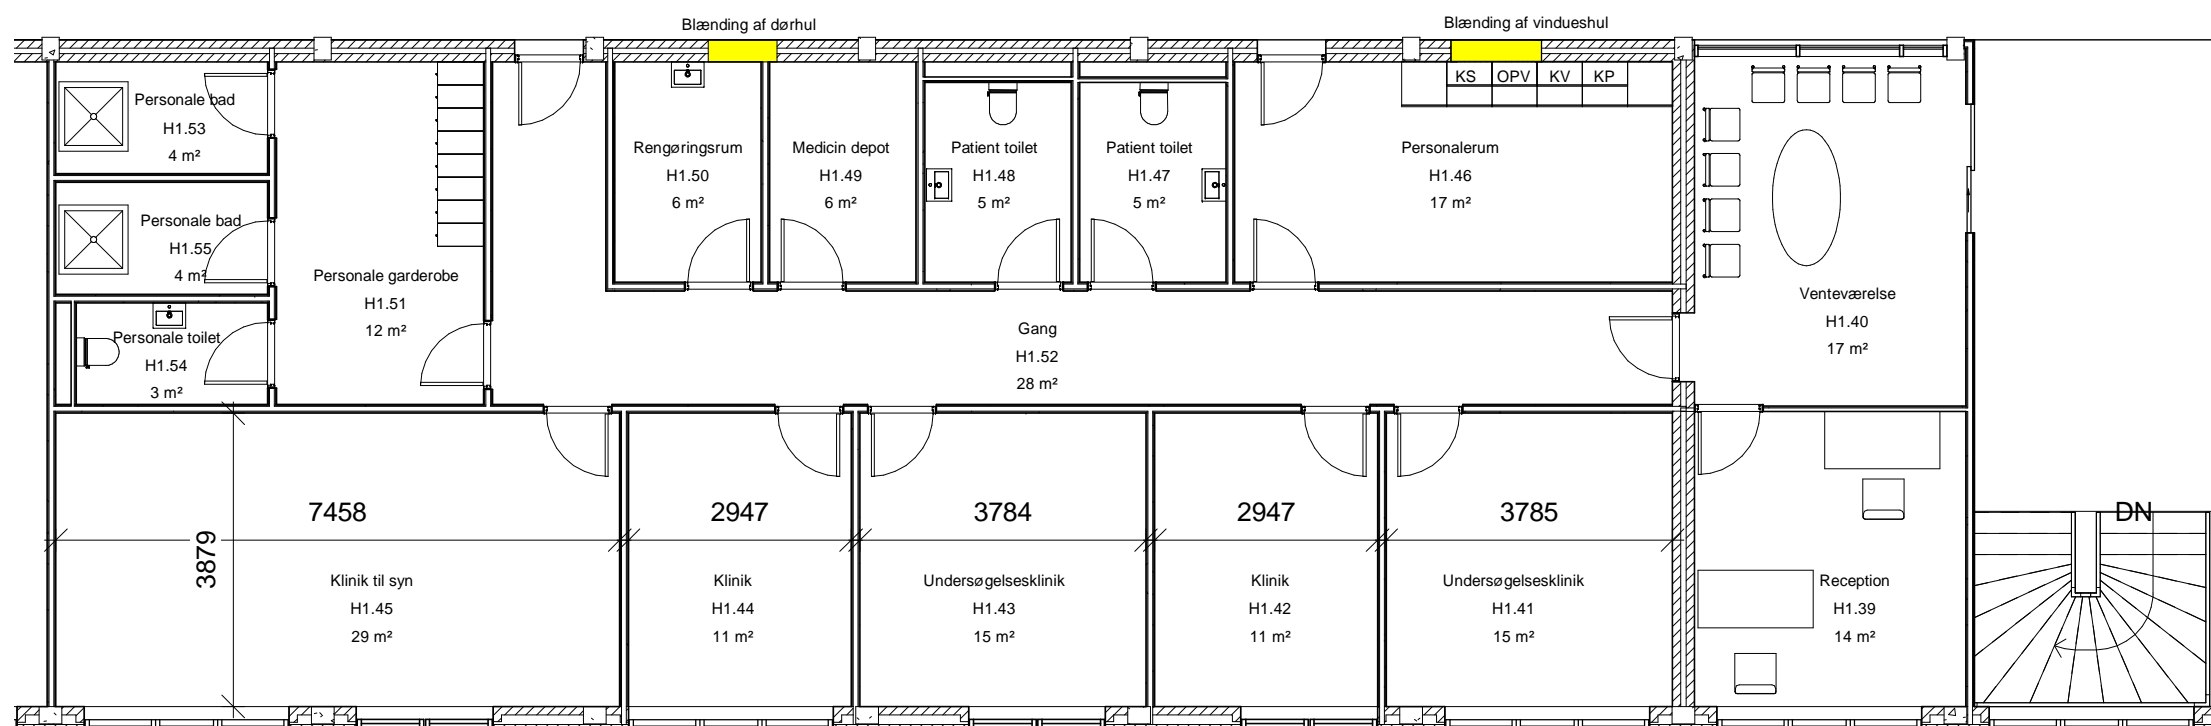 Blænding af dørhul
Blænding af vindueshul
KS
OPV
KV
KP
Personale bad
H1.53
4 m²
Rengøringsrum
H1.50
6 m²
Medicin depot
H1.49
6 m²
Patient toilet
H1.48
5 m²
Patient toilet
H1.47
5 m²
Personalerum
H1.46
17 m²
Personale bad
H1.55
4 m²
Personale garderobe
H1.51
12 m²
Venteværelse
H1.40
17 m²
Personale toilet
H1.54
3 m²
Gang
H1.52
28 m²
7458
2947
3784
2947
3785
DN
3879
Klinik til syn
H1.45
29 m²
Klinik
H1.44
11 m²
Undersøgelsesklinik
H1.43
15 m²
Klinik
H1.42
11 m²
Undersøgelsesklinik
H1.41
15 m²
Reception
H1.39
14 m²